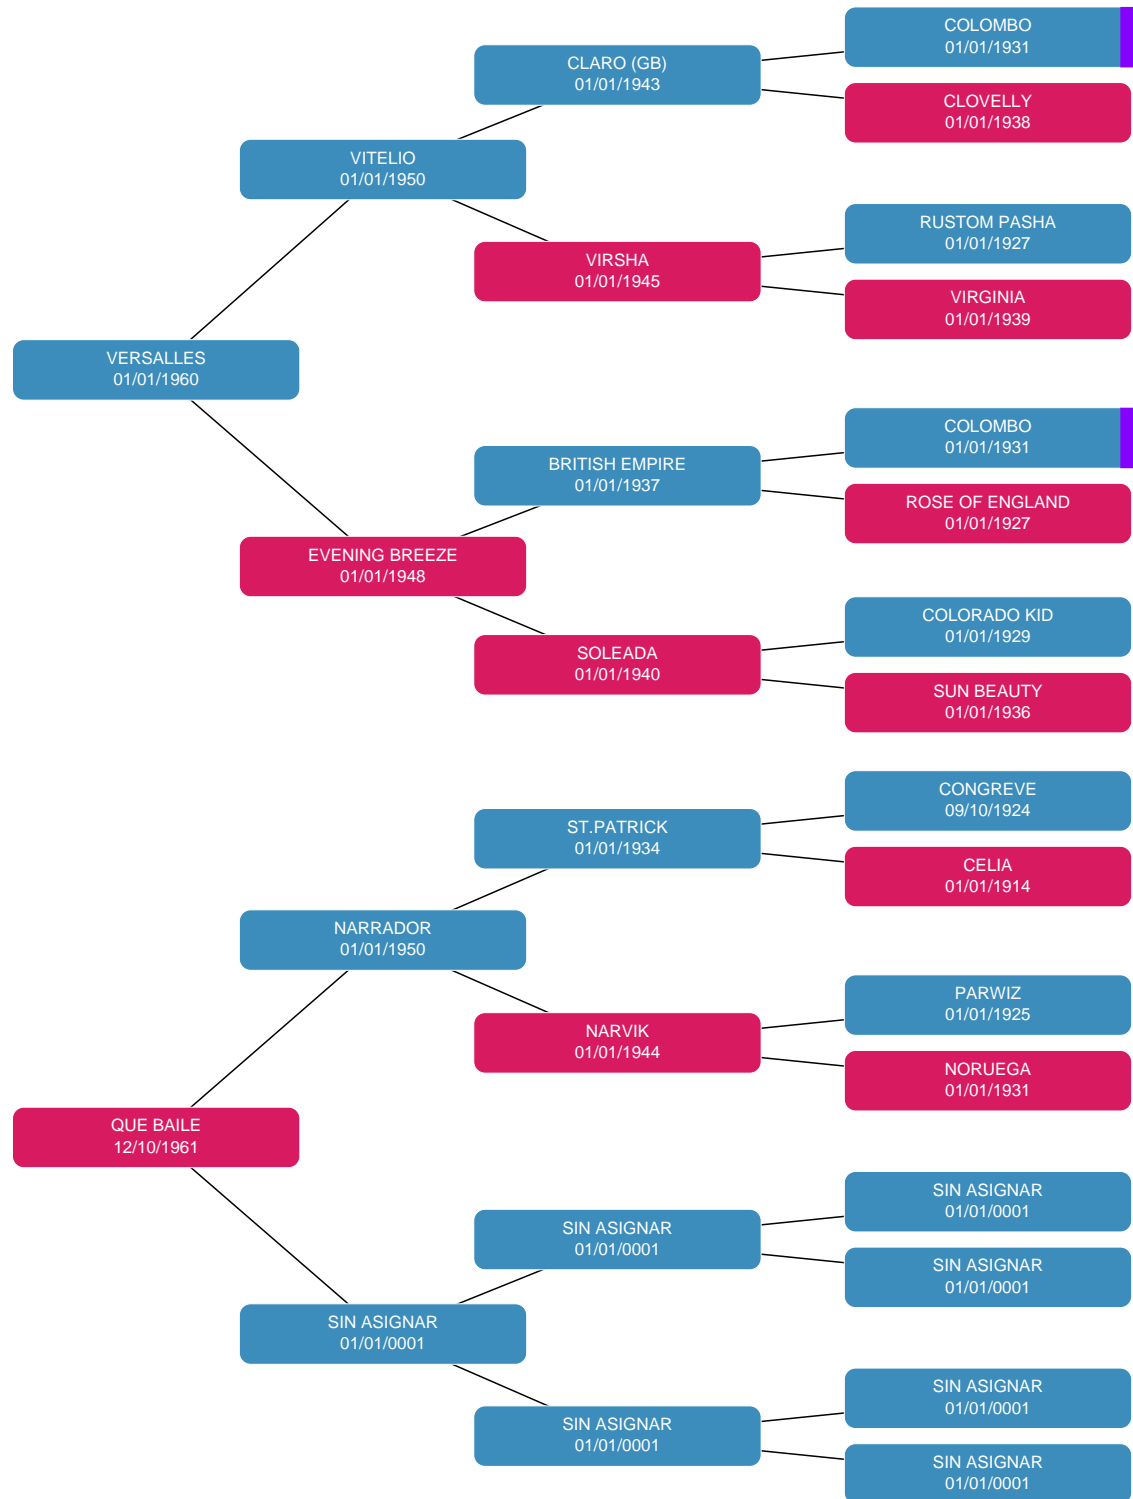 COLOMBO
01/01/1931
CLARO (GB)
01/01/1943
CLOVELLY
01/01/1938
VITELIO
01/01/1950
RUSTOM PASHA
01/01/1927
VIRSHA
01/01/1945
VIRGINIA
01/01/1939
VERSALLES
01/01/1960
COLOMBO
01/01/1931
BRITISH EMPIRE
01/01/1937
ROSE OF ENGLAND
01/01/1927
EVENING BREEZE
01/01/1948
COLORADO KID
01/01/1929
SOLEADA
01/01/1940
SUN BEAUTY
01/01/1936
CONGREVE
09/10/1924
ST.PATRICK
01/01/1934
CELIA
01/01/1914
NARRADOR
01/01/1950
PARWIZ
01/01/1925
NARVIK
01/01/1944
NORUEGA
01/01/1931
QUE BAILE
12/10/1961
SIN ASIGNAR
01/01/0001
SIN ASIGNAR
01/01/0001
SIN ASIGNAR
01/01/0001
SIN ASIGNAR
01/01/0001
SIN ASIGNAR
01/01/0001
SIN ASIGNAR
01/01/0001
SIN ASIGNAR
01/01/0001